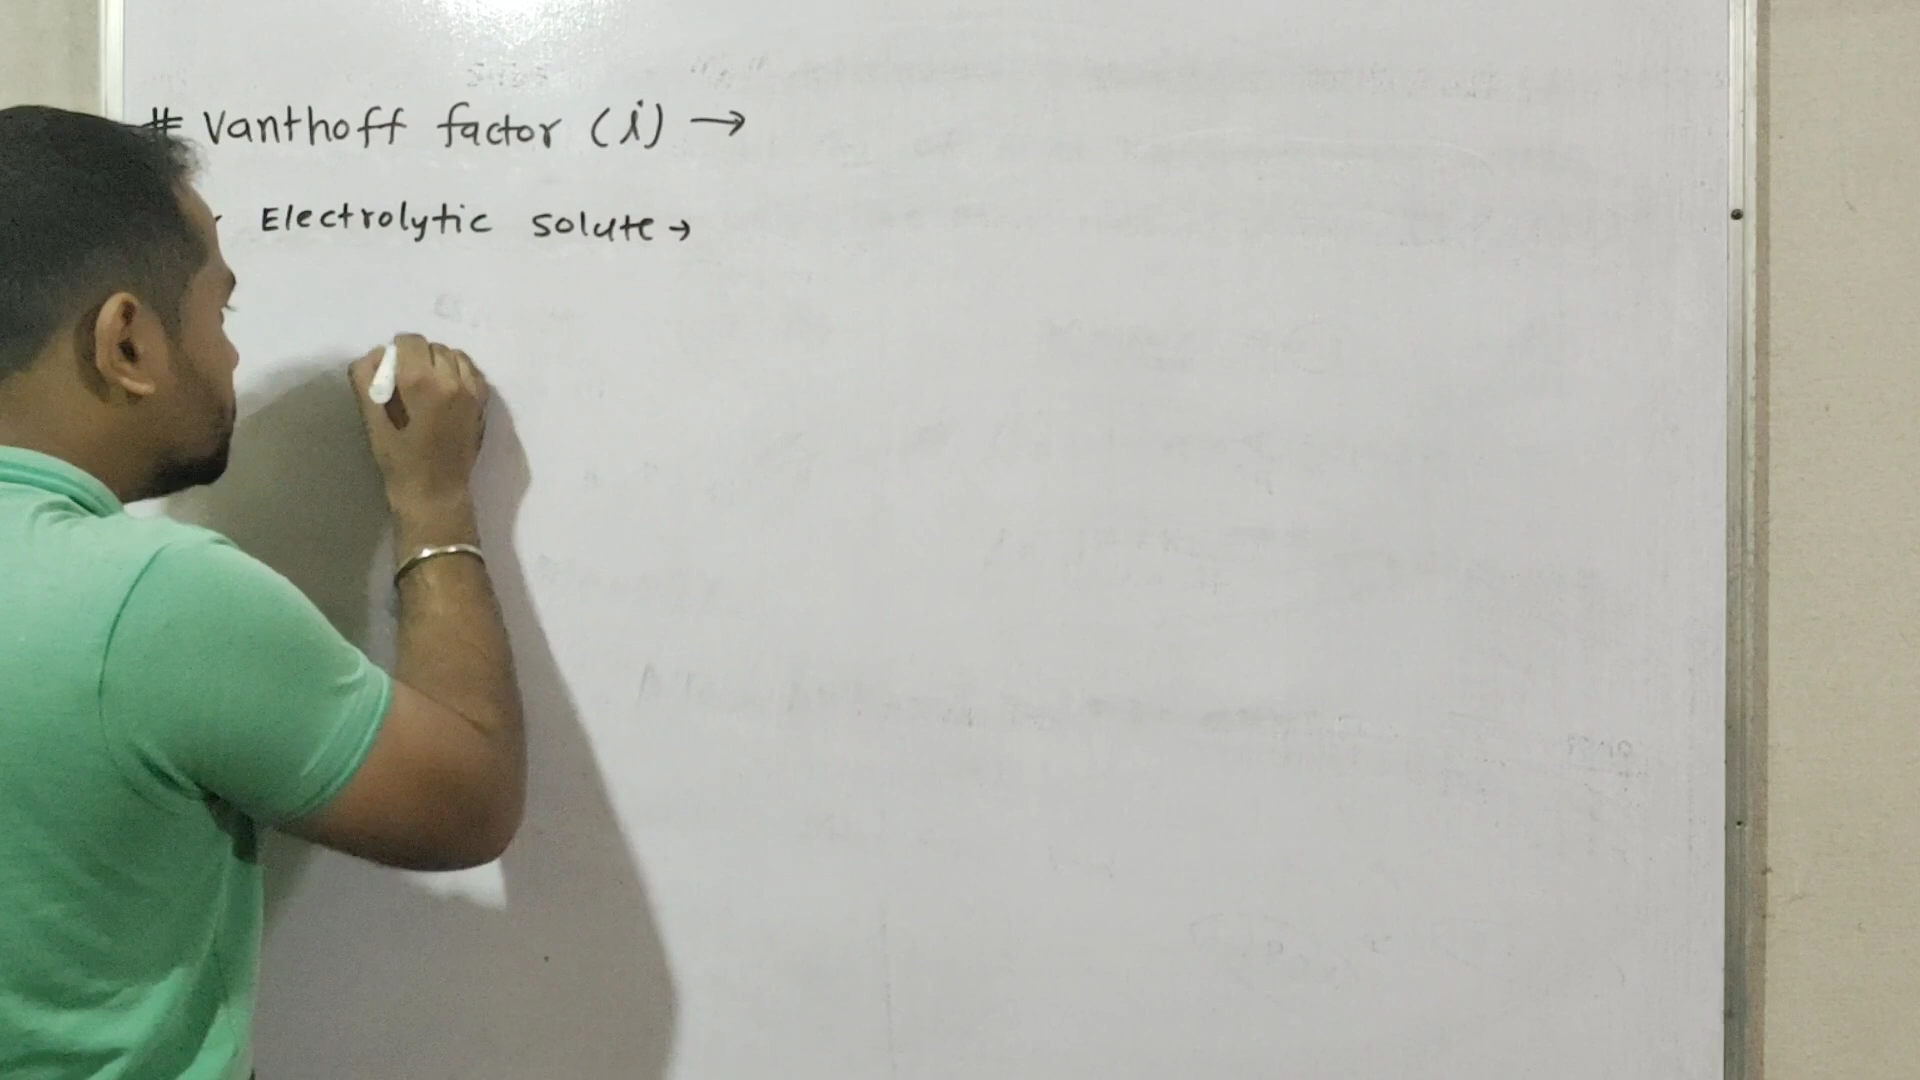 # Vanthoff factor (i) →
Electrolytic solute →